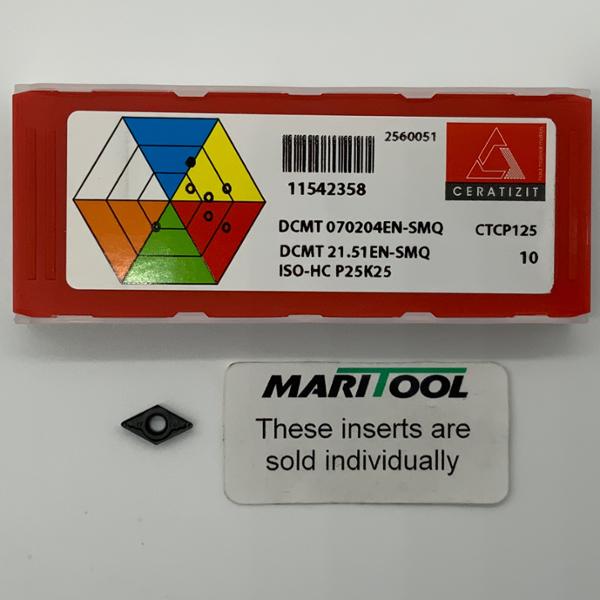 2560051
11542358
CERATIZIT
DCMT 070204EN-SMQ
CTCP125
DCMT 21.51EN-SMQ
10
ISO-HC P25K25
MARITOOL
These inserts are
sold individually